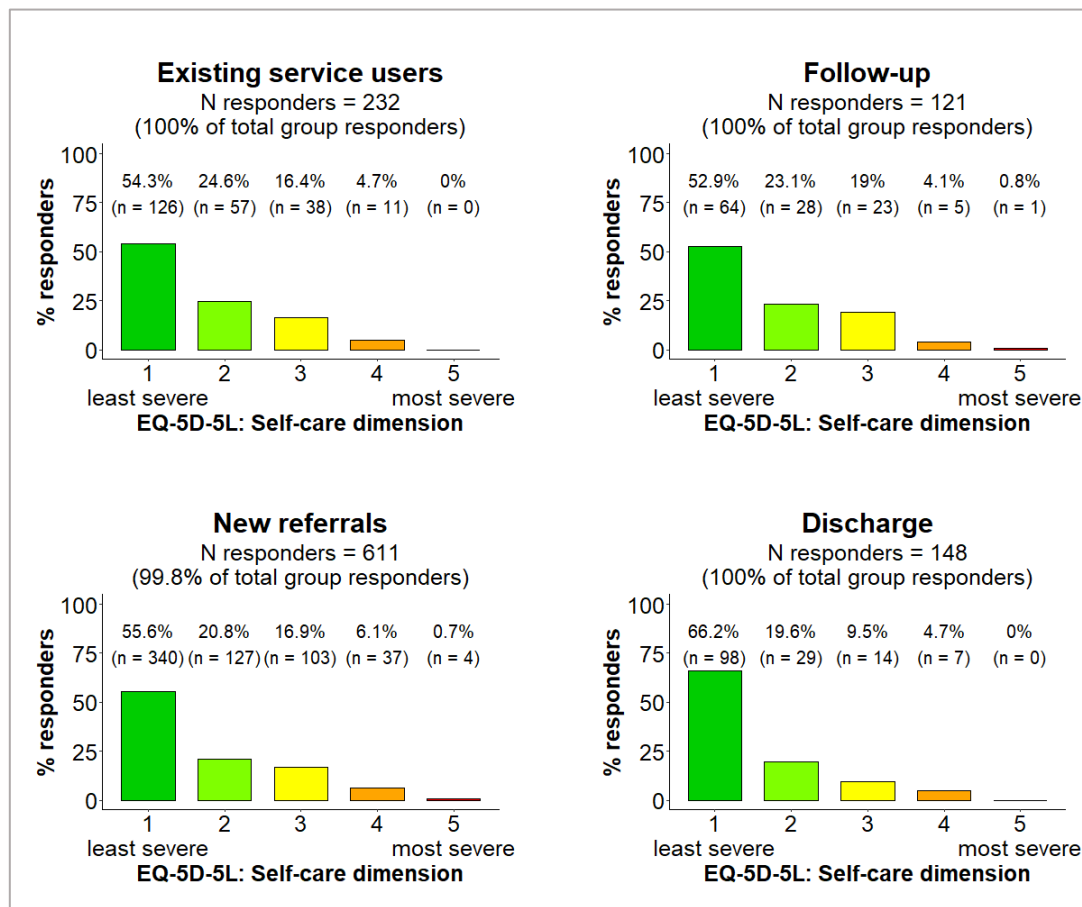 Existing service users
N responders = 232
(100% of total group responders)
% responders
100
75
50
25
0
54.3% 24.6% 16.4% 4.7% 0%
(n = 126) (n = 57) (n = 38) (n = 11) (n = 0)
1 2 3 4 5
least severe most severe
EQ-5D-5L: Self-care dimension
Follow-up
N responders = 121
(100% of total group responders)
% responders
100
75
50
25
0
52.9% 23.1% 19% 4.1% 0.8%
(n = 64) (n = 28) (n = 23) (n = 5) (n = 1)
1 2 3 4 5
least severe most severe
EQ-5D-5L: Self-care dimension
New referrals
N responders = 611
(99.8% of total group responders)
% responders
100
75
50
25
0
55.6% 20.8% 16.9% 6.1% 0.7%
(n = 340) (n = 127) (n = 103) (n = 37) (n = 4)
1 2 3 4 5
least severe most severe
EQ-5D-5L: Self-care dimension
Discharge
N responders = 148
(100% of total group responders)
% responders
100
75
50
25
0
66.2% 19.6% 9.5% 4.7% 0%
(n = 98) (n = 29) (n = 14) (n = 7) (n = 0)
1 2 3 4 5
least severe most severe
EQ-5D-5L: Self-care dimension